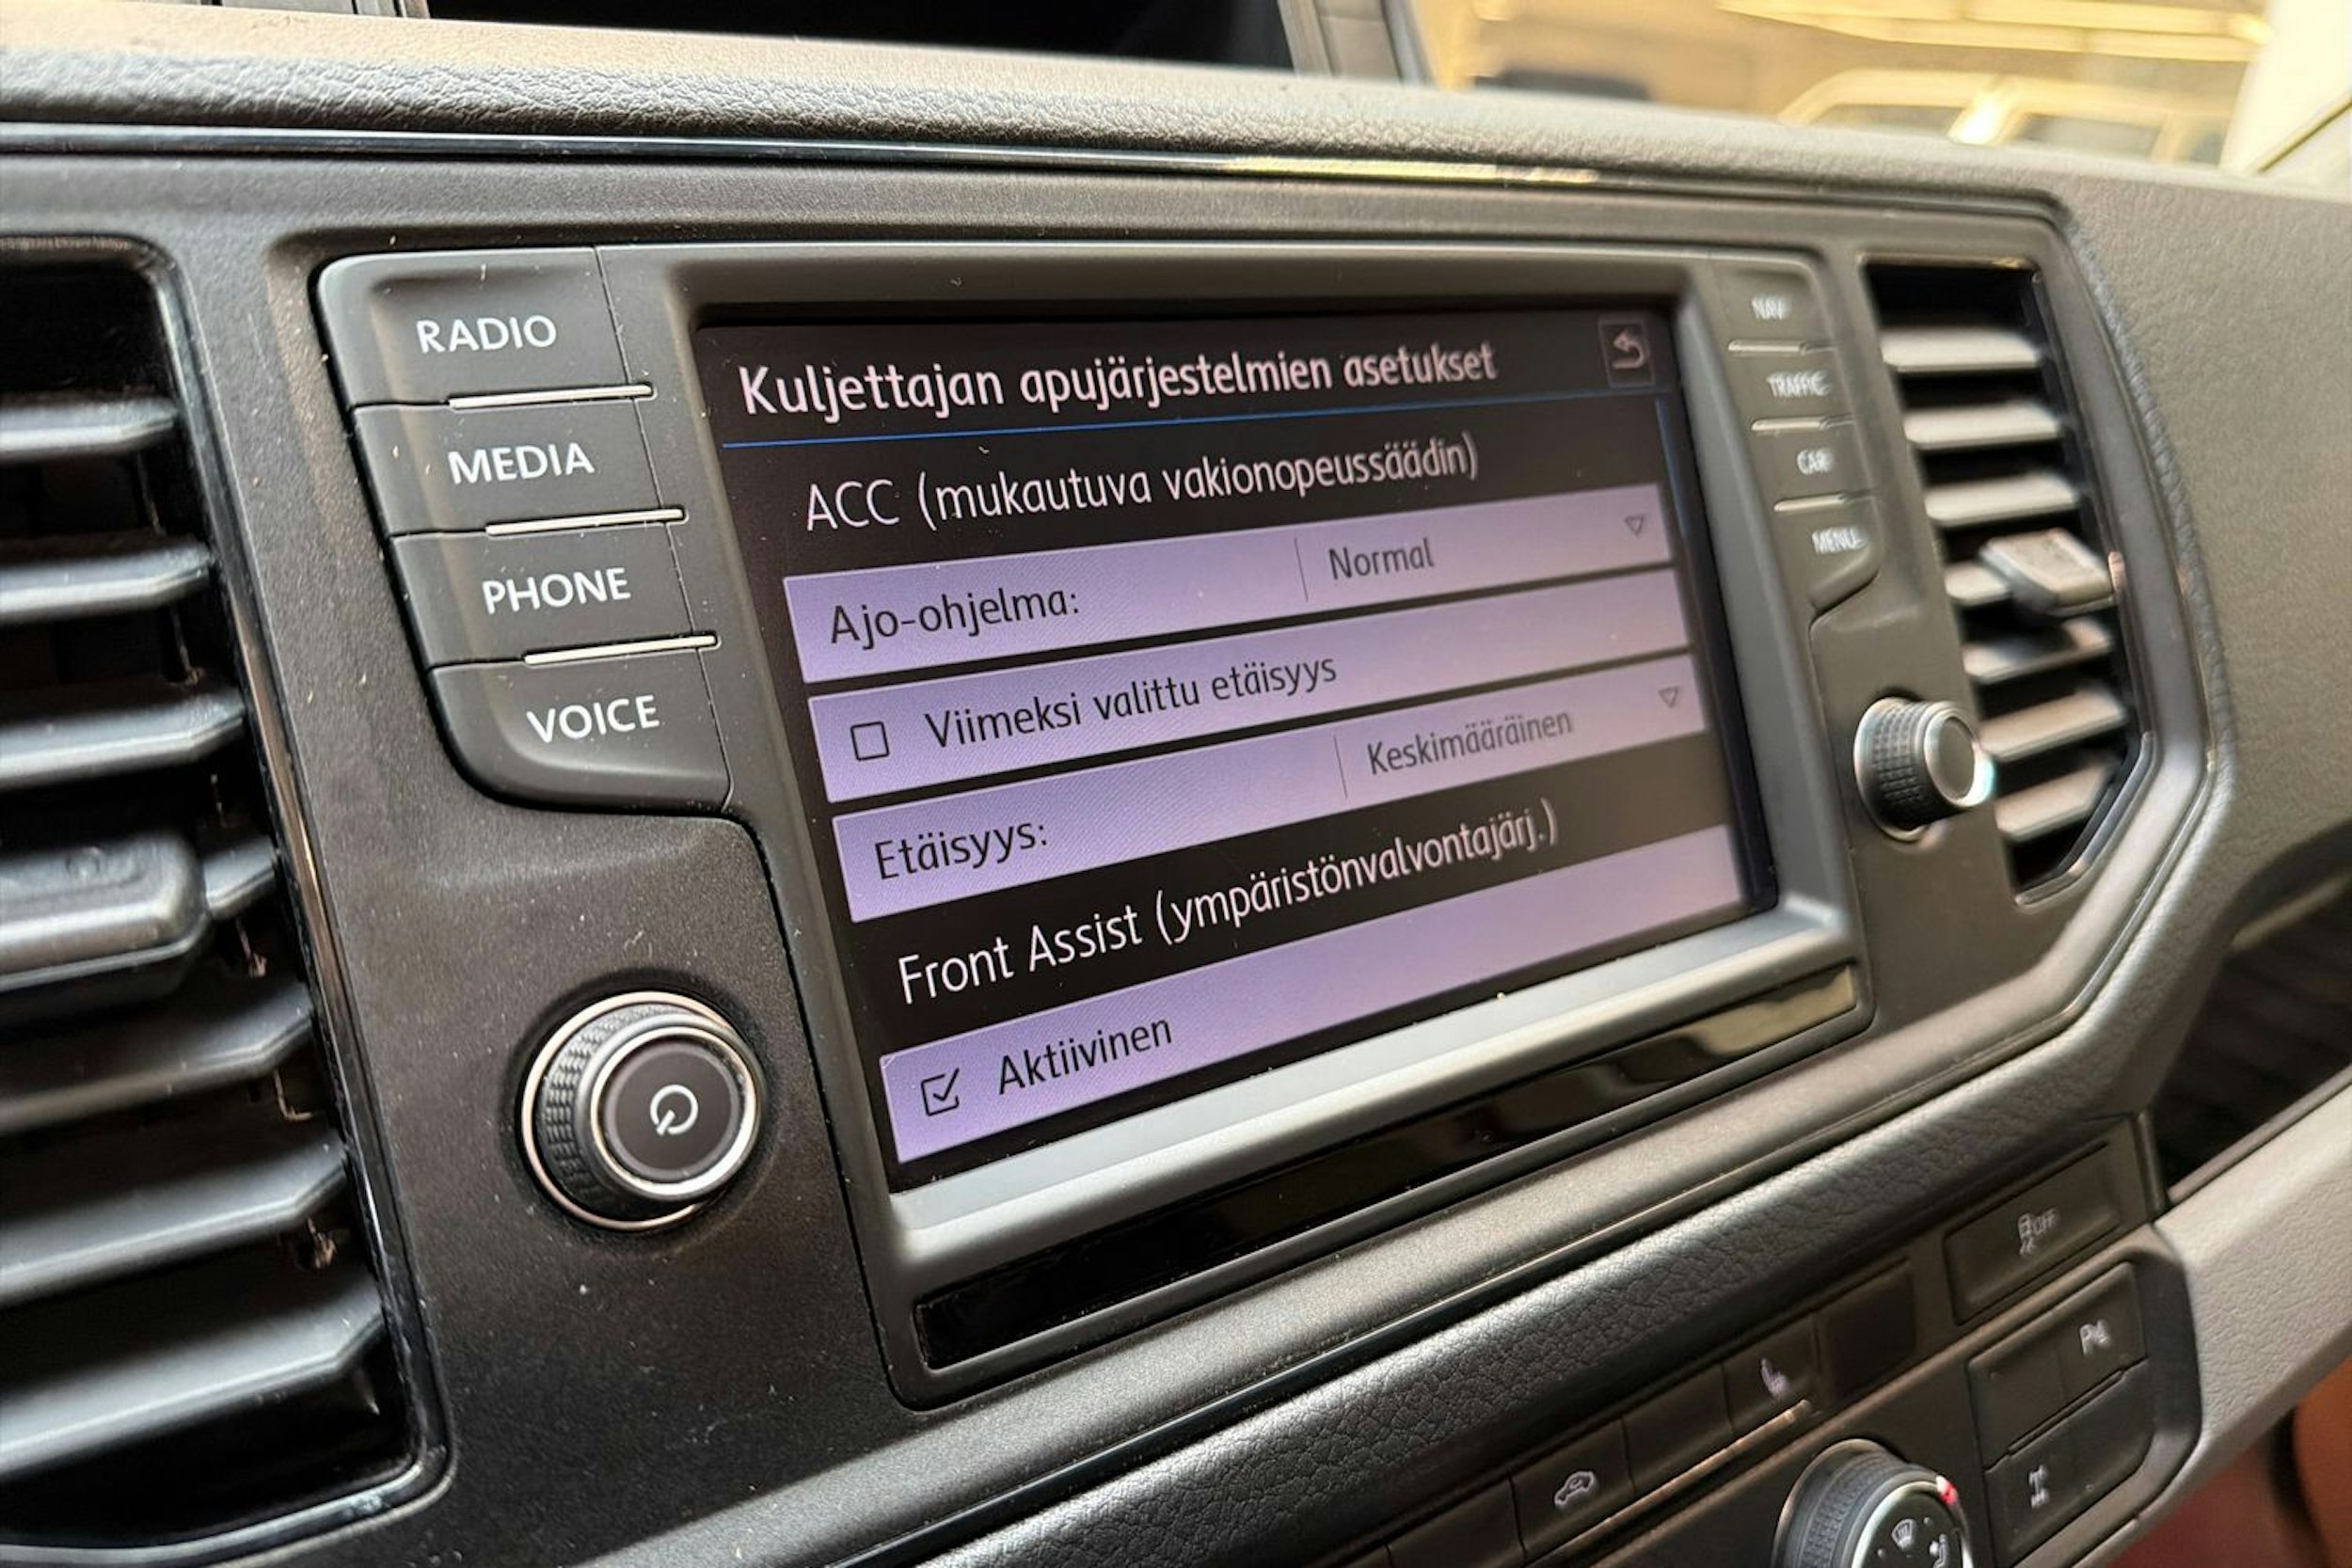 RADIO
MEDIA
PHONE
VOICE
Kuljettajan apujärjestelmien asetukset
ACC (mukautuva vakionopeussäädin)
Ajo-ohjelma: Normal
Viimeksi valittu etäisyys
Etäisyys: Keskimääräinen
Front Assist (ympäristönvalvontajärj.)
Aktiivinen
NAV
TRAFFIC
CAR
MENU
OFF